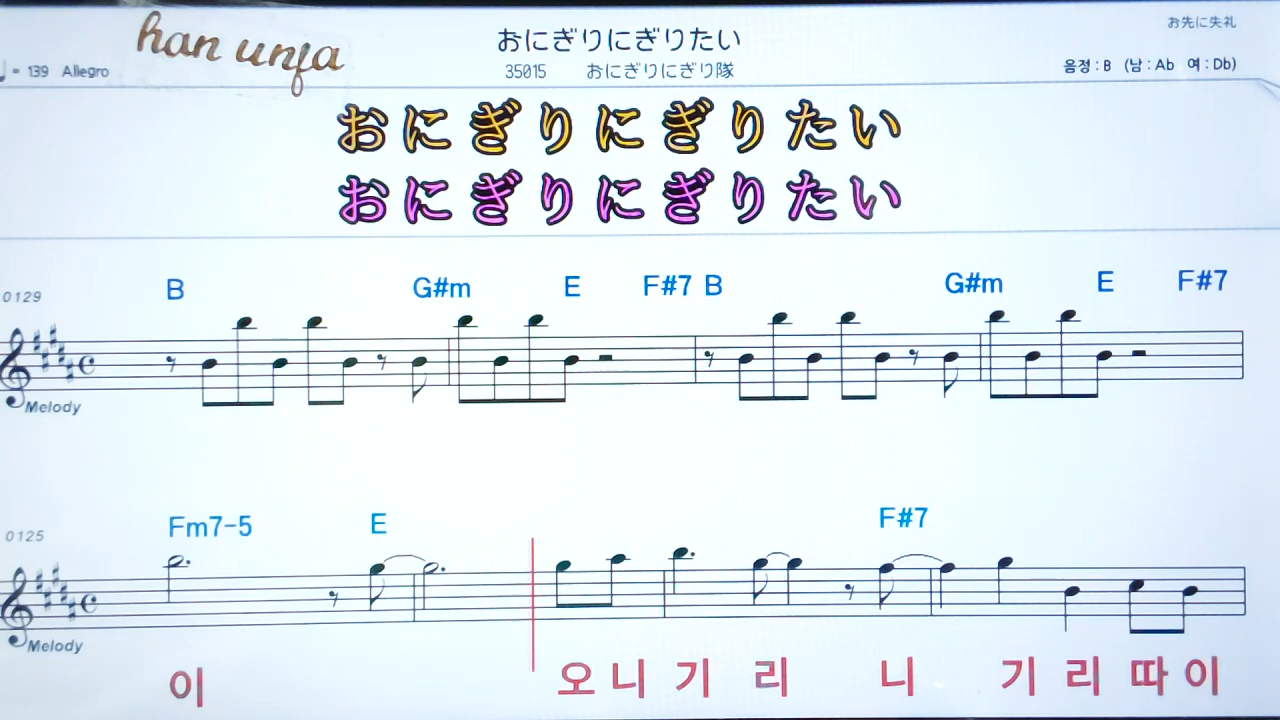 han unja
おにぎりにぎりたい
お先に失礼
♩= 139 Allegro
35015 おにぎりにぎり隊
음정 : B (남 : Ab 여 : Db)
おにぎりにぎりたい
おにぎりにぎりたい
0129 B G#m E F#7 B G#m E F#7
Melody
0125 Fm7-5 E F#7
Melody
이 오 니 기 리 니 기 리 따 이